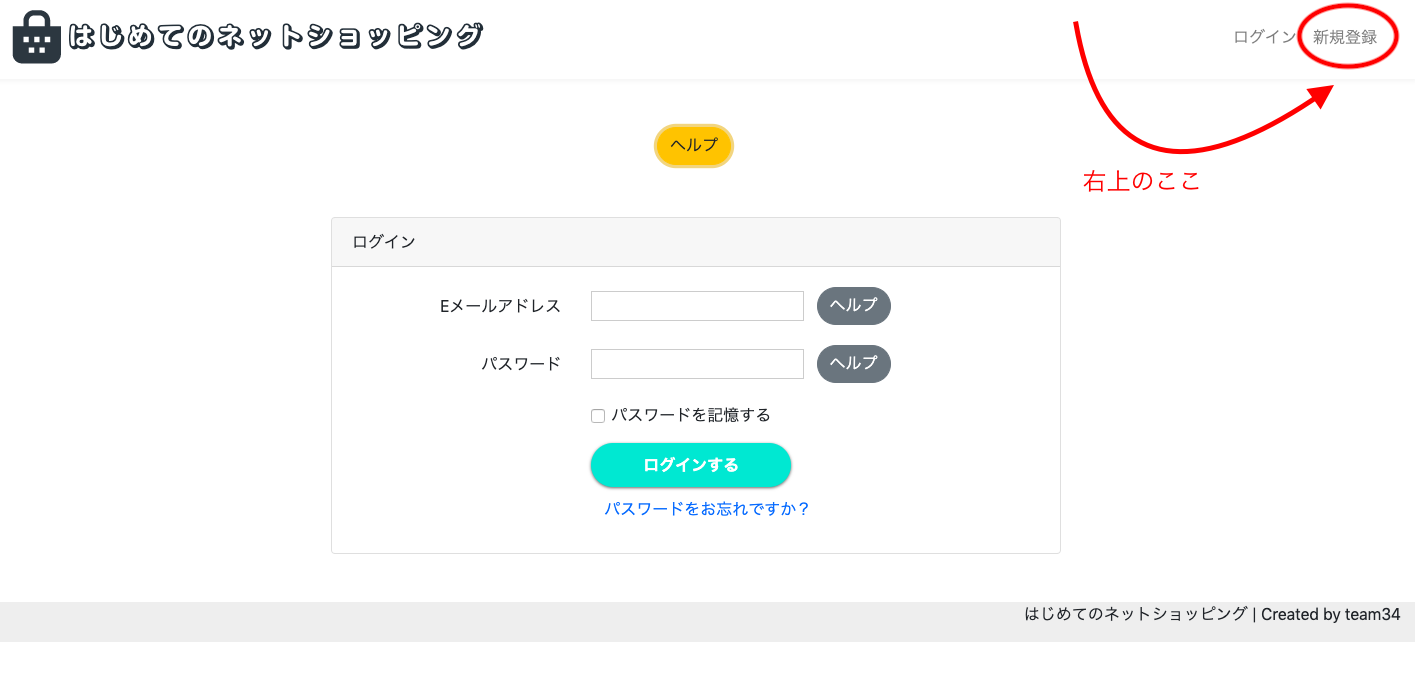 はじめてのネットショッピング
ログイン 新規登録
ヘルプ
右上のここ
ログイン
Eメールアドレス ヘルプ
パスワード ヘルプ
パスワードを記憶する
ログインする
パスワードをお忘れですか？
はじめてのネットショッピング | Created by team34